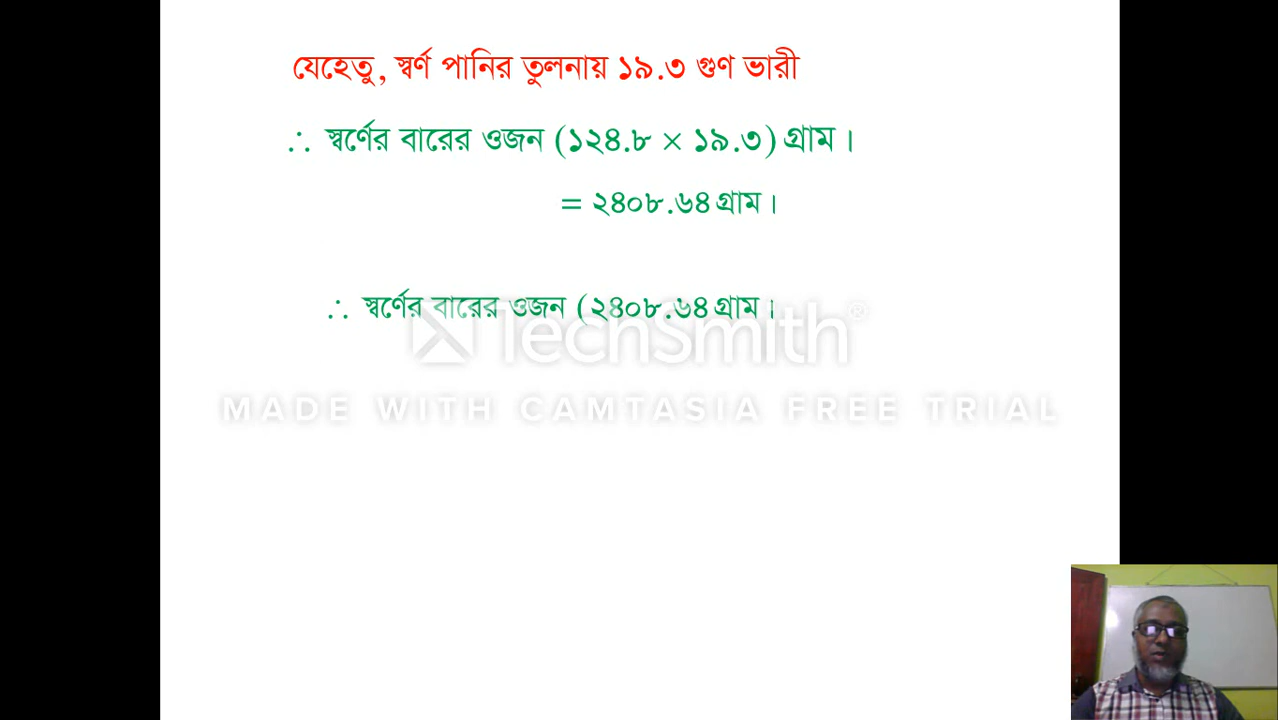 যেহেতু, স্বর্ণ পানির তুলনায় ১৯.৩ গুণ ভারী
∴ স্বর্ণের বারের ওজন (১২৪.৮ × ১৯.৩) গ্রাম।
= ২৪০৮.৬৪ গ্রাম।
∴ স্বর্ণের বারের ওজন (২৪০৮.৬৪ গ্রাম।
TechSmith®
MADE WITH CAMTASIA FREE TRIAL